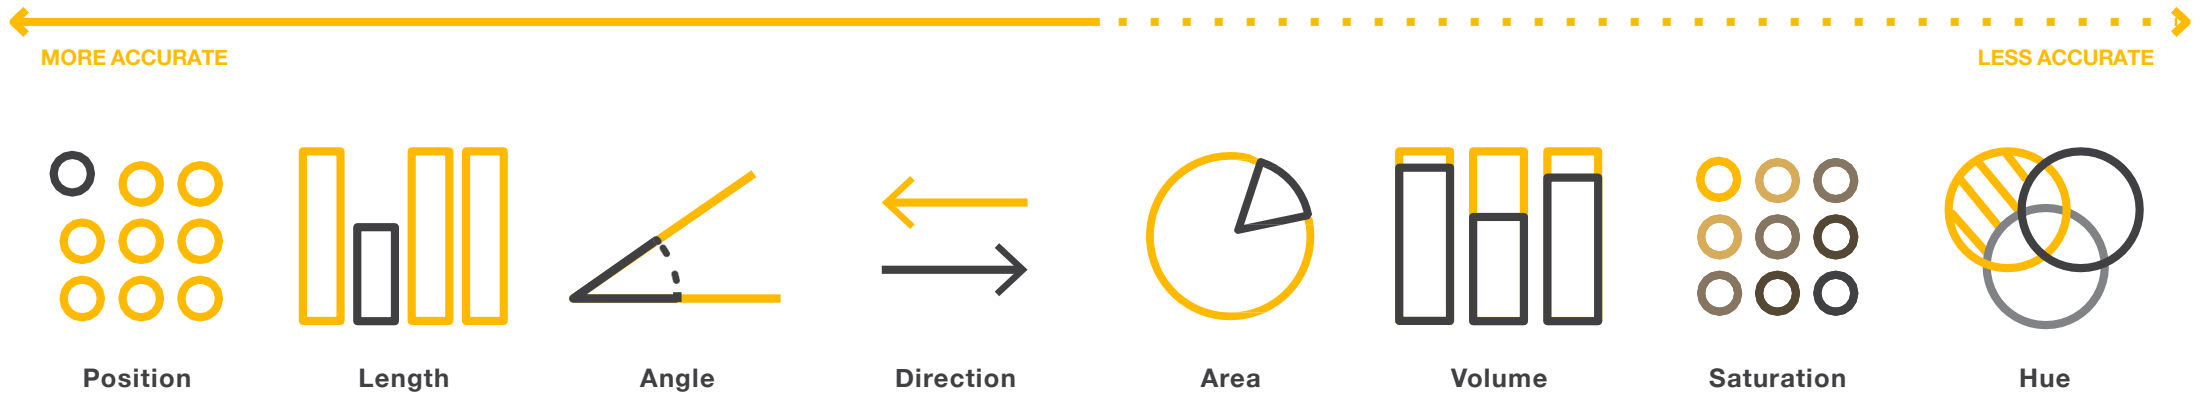 MORE ACCURATE LESS ACCURATE
Position Length Angle Direction Area Volume Saturation Hue